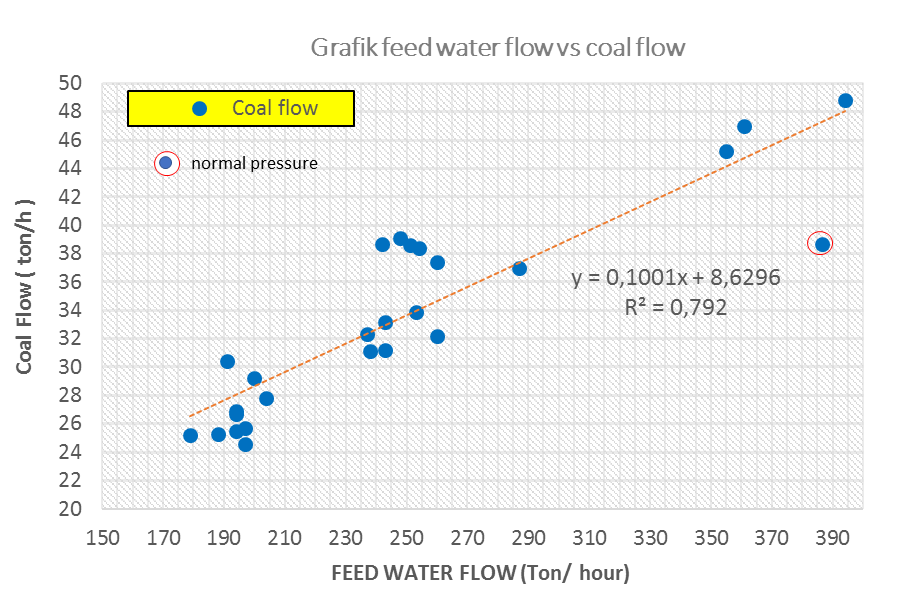 Grafik feed water flow vs coal flow
Coal flow
normal pressure
y = 0,1001x + 8,6296
R² = 0,792
Coal Flow ( ton/h )
50
48
46
44
42
40
38
36
34
32
30
28
26
24
22
20
150 170 190 210 230 250 270 290 310 330 350 370 390
FEED WATER FLOW (Ton/ hour)